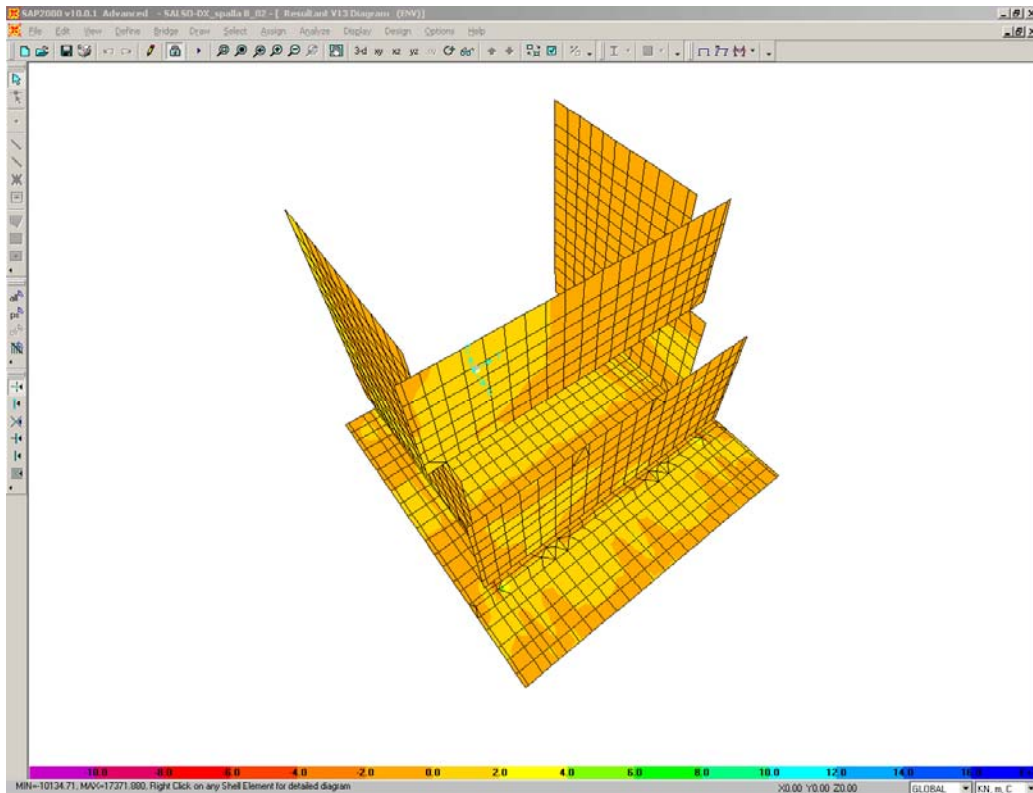 SAP2000 v10.0.1 Advanced - SALSO-DX_spalla B_02 - [ Resultant V13 Diagram (ENV)]
File Edit View Define Bridge Draw Select Assign Analyze Display Design Options Help
3-d xy xz yz nv
all
ps
-10.0 -8.0 -6.0 -4.0 -2.0 0.0 2.0 4.0 6.0 8.0 10.0 12.0 14.0
MIN=-10134.71, MAX=17371.880, Right Click on any Shell Element for detailed diagram X0.00 Y0.00 Z0.00 GLOBAL KN, m, C